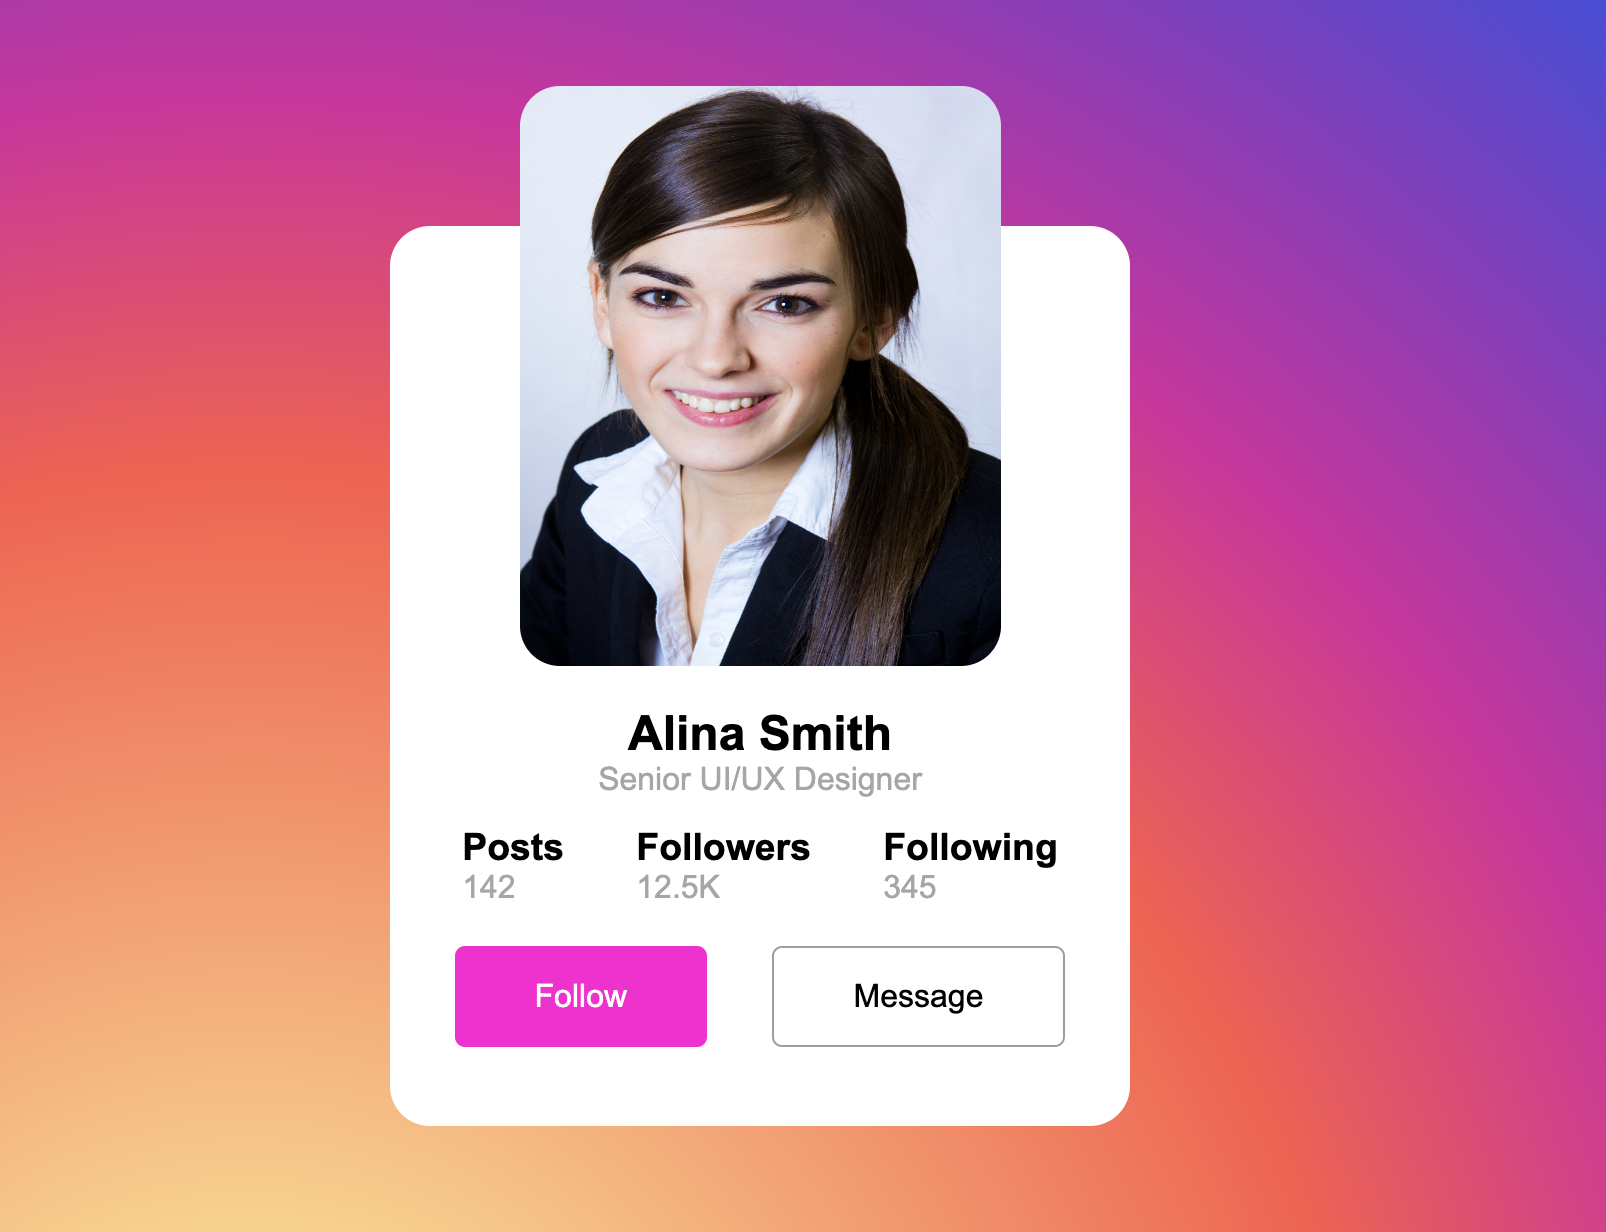 Alina Smith
Senior UI/UX Designer
Posts Followers Following
142 12.5K 345
Follow Message